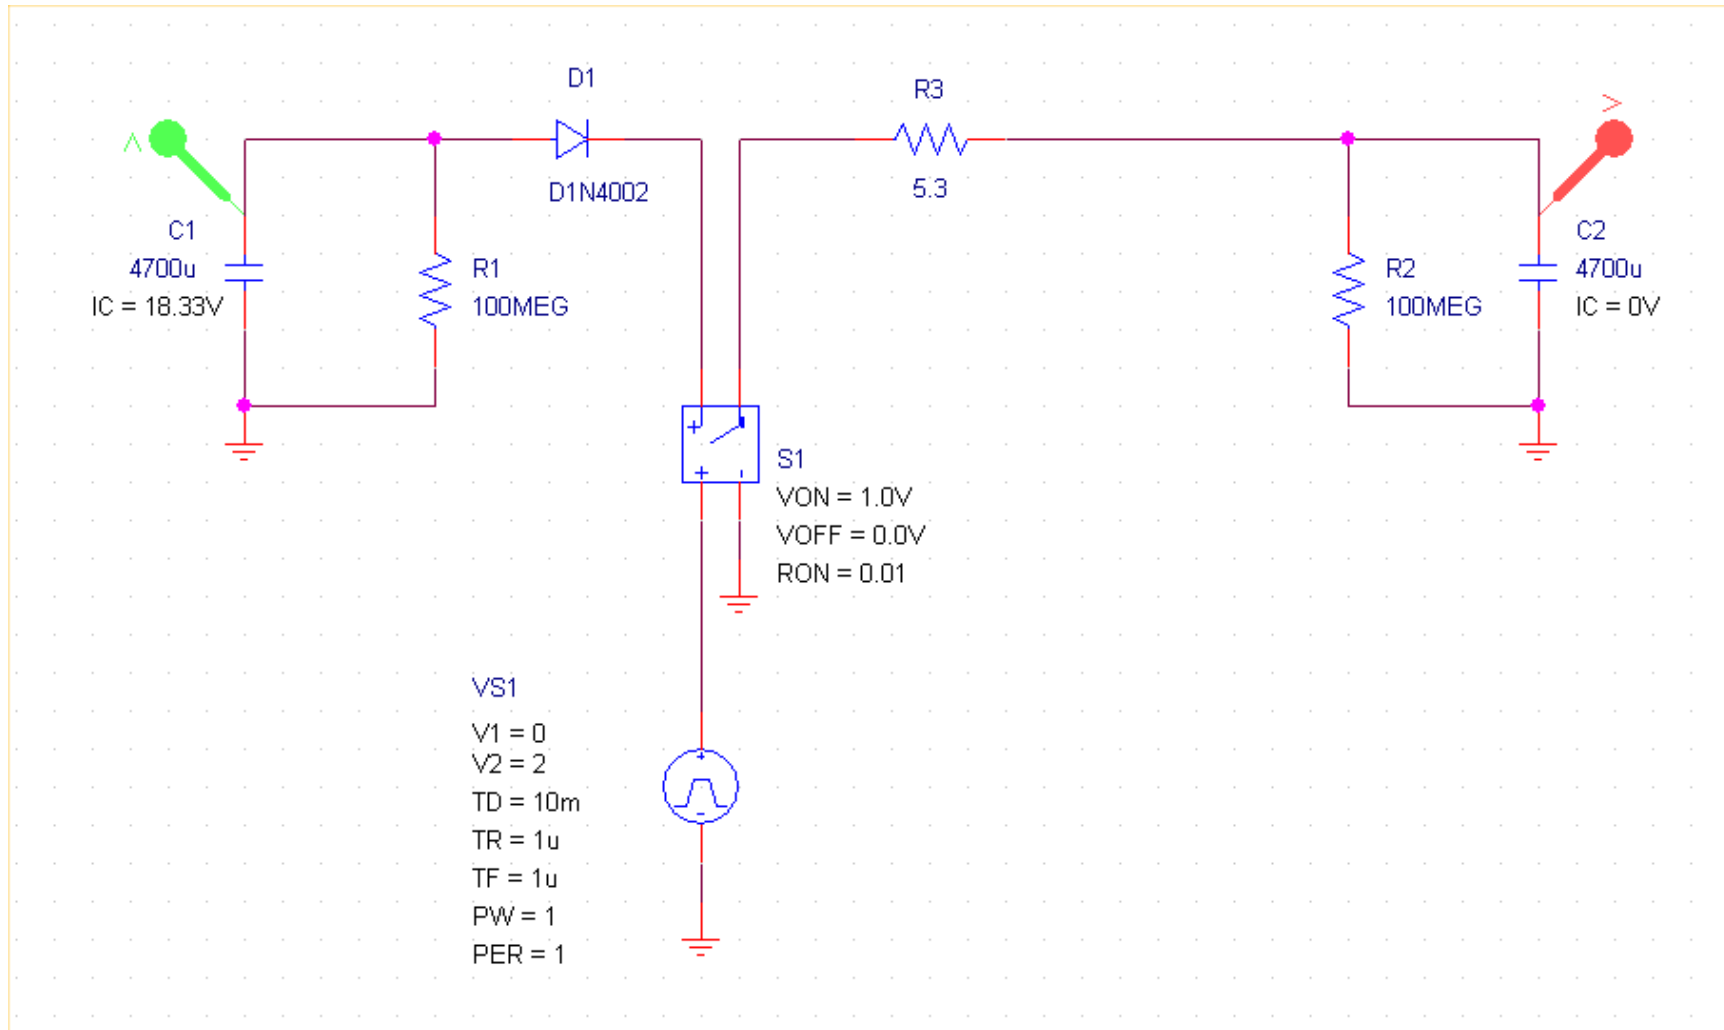 D1
D1N4002
R3
5.3
C1
4700u
IC = 18.33V
R1
100MEG
R2
100MEG
C2
4700u
IC = 0V
S1
VON = 1.0V
VOFF = 0.0V
RON = 0.01
VS1
V1 = 0
V2 = 2
TD = 10m
TR = 1u
TF = 1u
PW = 1
PER = 1